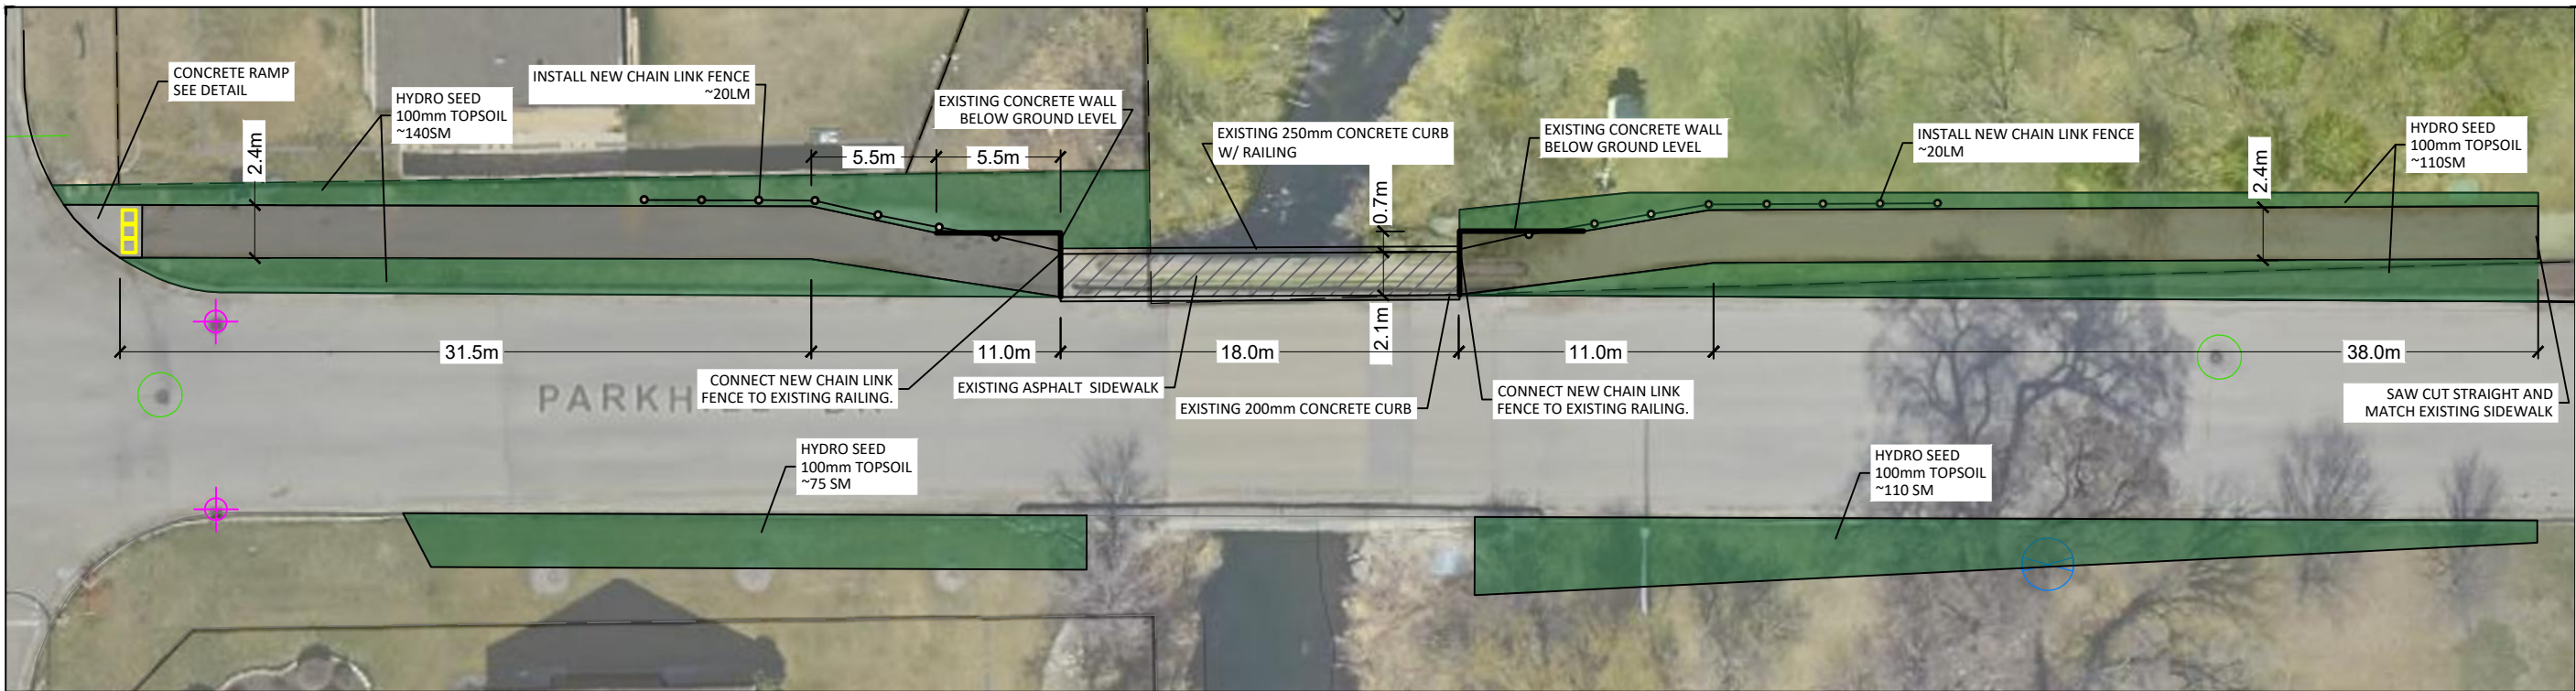 CONCRETE RAMP
SEE DETAIL
HYDRO SEED
100mm TOPSOIL
~140SM
INSTALL NEW CHAIN LINK FENCE
~20LM
EXISTING CONCRETE WALL
BELOW GROUND LEVEL
EXISTING 250mm CONCRETE CURB
W/ RAILING
EXISTING CONCRETE WALL
BELOW GROUND LEVEL
INSTALL NEW CHAIN LINK FENCE
~20LM
HYDRO SEED
100mm TOPSOIL
~110SM
2.4m
5.5m
5.5m
0.7m
2.4m
31.5m
11.0m
18.0m
2.1m
11.0m
38.0m
CONNECT NEW CHAIN LINK
FENCE TO EXISTING RAILING.
EXISTING ASPHALT SIDEWALK
EXISTING 200mm CONCRETE CURB
CONNECT NEW CHAIN LINK
FENCE TO EXISTING RAILING.
SAW CUT STRAIGHT AND
MATCH EXISTING SIDEWALK
HYDRO SEED
100mm TOPSOIL
~75 SM
HYDRO SEED
100mm TOPSOIL
~110 SM